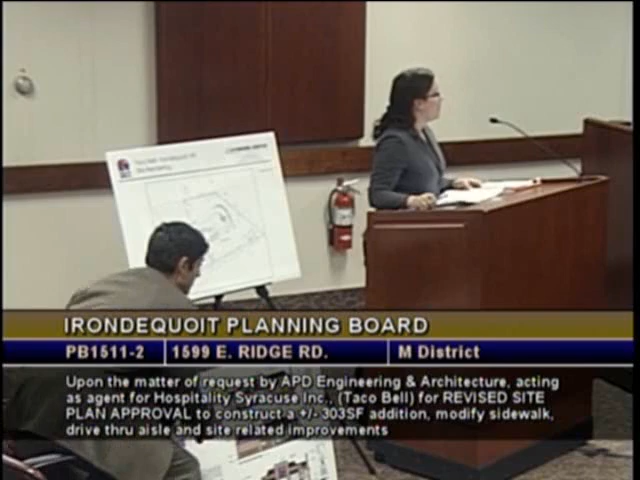 IRONDEQUOIT PLANNING BOARD
PB1511-2 1599 E. RIDGE RD. M District
Upon the matter of request by APD Engineering & Architecture, acting
as agent for Hospitality Syracuse Inc., (Taco Bell) for REVISED SITE
PLAN APPROVAL to construct a +/- 303SF addition, modify sidewalk,
drive thru aisle and site related improvements